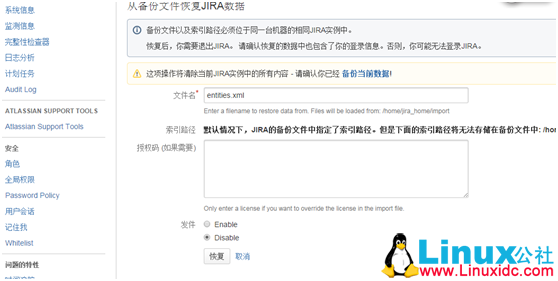 从备份文件恢复JIRA数据
系统信息
监测信息
完整性检查器
日志分析
计划任务
Audit Log
ATLASSIAN SUPPORT TOOLS
Atlassian Support Tools
安全
角色
全局权限
Password Policy
用户会话
记住我
Whitelist
问题的特性
备份文件以及索引路径必须位于同一台机器的相同JIRA实例中。
恢复后，你需要退出JIRA。 请确认恢复的数据中也包含了你的登录信息。否则，你可能无法登录JIRA。
这项操作将清除当前JIRA实例中的所有内容 - 请确认你已经 备份当前数据!
文件名*
entities.xml
Enter a filename to restore data from. Files will be loaded from: /home/jira_home/import
索引路径 默认情况下，JIRA的备份文件中指定了索引路径。但是下面的索引路径将无法存储在备份文件中: /hor
授权码 (如果需要)
Only enter a license if you want to override the license in the import file.
发件
Enable
Disable
恢复 取消
Linux公社
www.Linuxidc.com